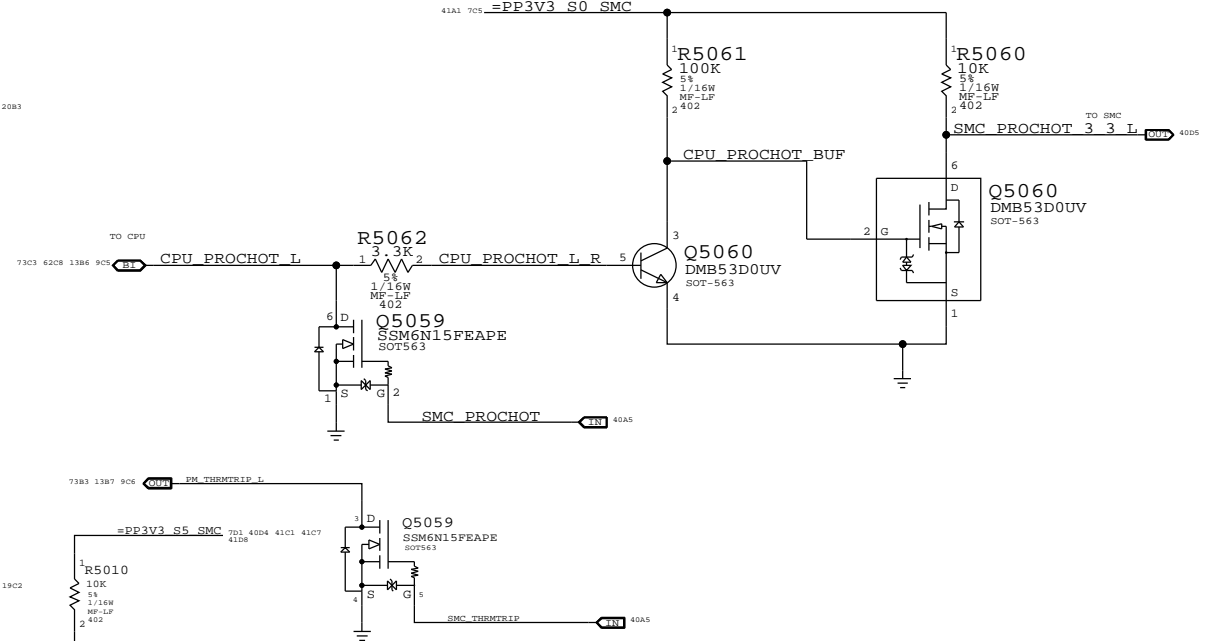 41A1 7C5 =PP3V3_S0_SMC
1 R5061
100K
5%
1/16W
MF-LF
2 402
1 R5060
10K
5%
1/16W
MF-LF
2 402
20B3
TO SMC
SMC_PROCHOT_3_3_L OUT 40D5
CPU_PROCHOT_BUF
6
D
Q5060
DMB53D0UV
SOT-563
2 G
S
1
TO CPU
73C3 62C8 13B6 9C5 BI CPU_PROCHOT_L
R5062
3.3K
1 2
5%
1/16W
MF-LF
402
CPU_PROCHOT_L_R 5
3
Q5060
DMB53D0UV
SOT-563
4
6 D
Q5059
SSM6N15FEAPE
SOT563
1 S G 2
SMC_PROCHOT IN 40A5
73B3 13B7 9C6 OUT PM_THRMTRIP_L
3 D
Q5059
SSM6N15FEAPE
SOT563
4 S G 5
SMC_THRMTRIP IN 40A5
=PP3V3_S5_SMC 7D1 40D4 41C1 41C7
41D8
1 R5010
10K
5%
1/16W
MF-LF
2 402
19C2